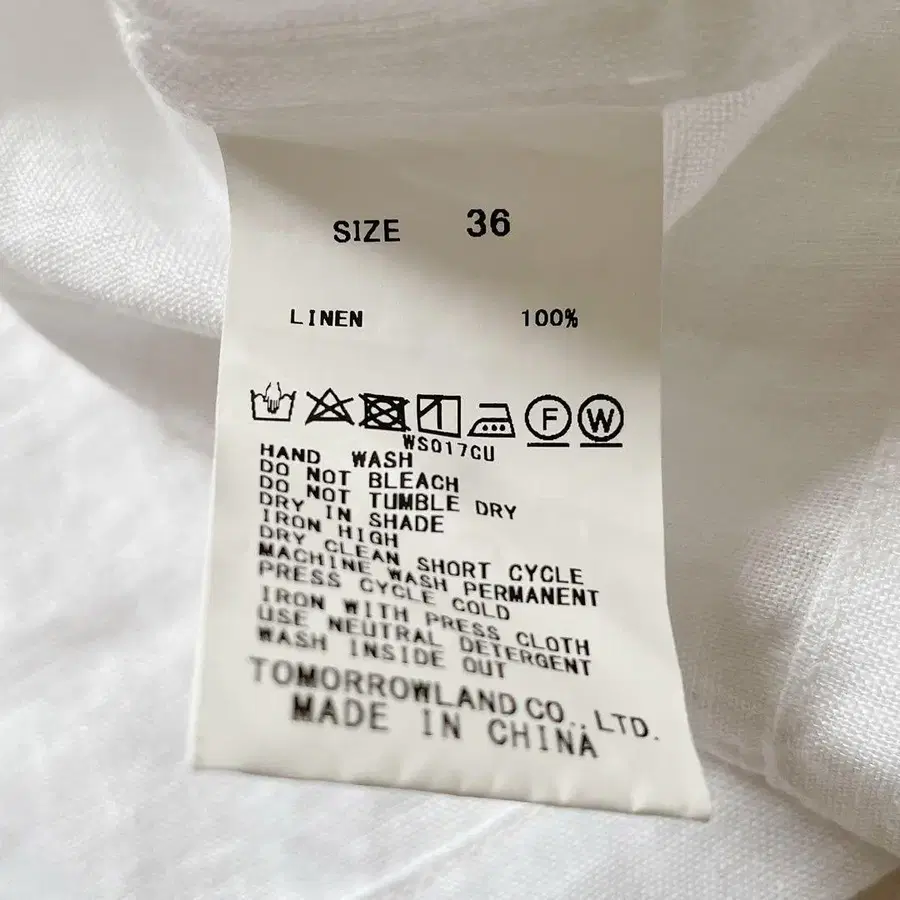 SIZE 36
LINEN 100%
F W
WS017CU
HAND WASH
DO NOT BLEACH
DO NOT TUMBLE DRY
DRY IN SHADE
IRON HIGH
DRY CLEAN SHORT CYCLE
MACHINE WASH PERMANENT
PRESS CYCLE COLD
IRON WITH PRESS CLOTH
USE NEUTRAL DETERGENT
WASH INSIDE OUT
TOMORROWLAND CO., LTD.
MADE IN CHINA